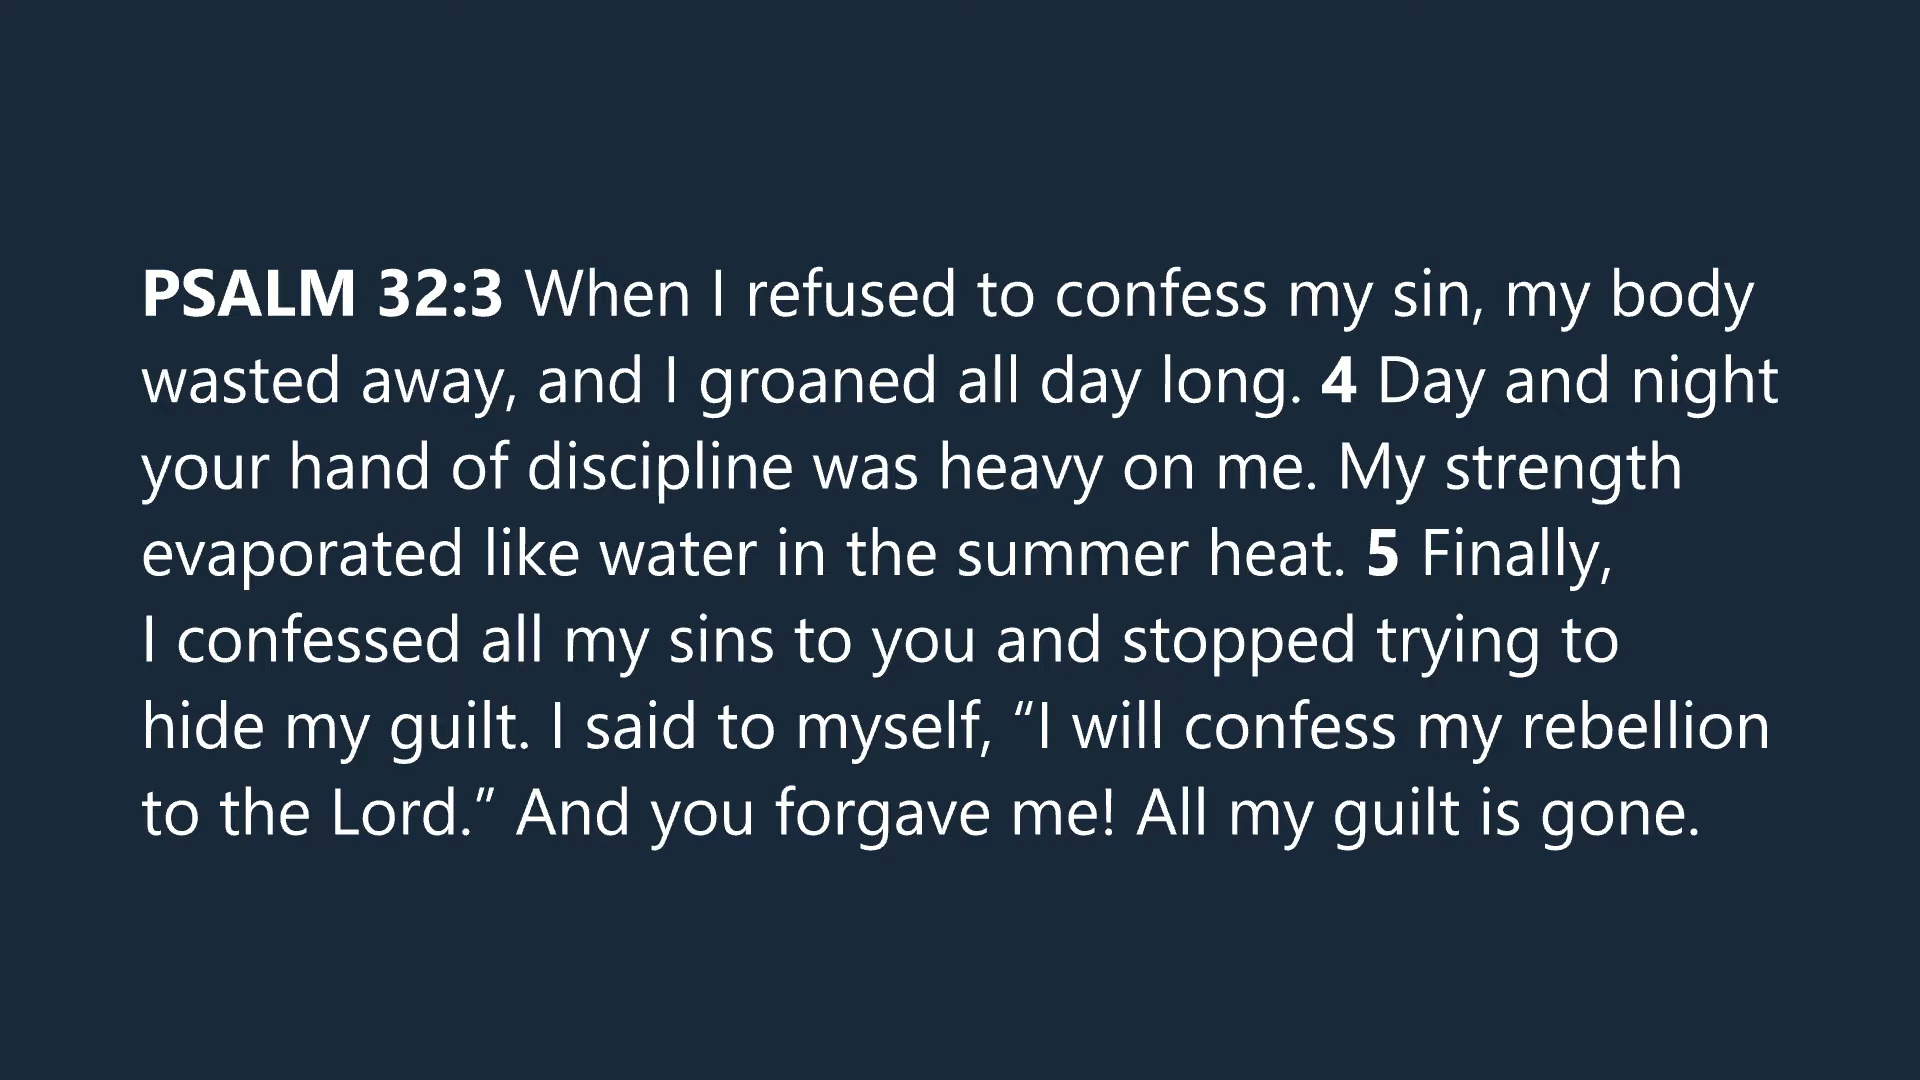 PSALM 32:3 When I refused to confess my sin, my body
wasted away, and I groaned all day long. 4 Day and night
your hand of discipline was heavy on me. My strength
evaporated like water in the summer heat. 5 Finally,
I confessed all my sins to you and stopped trying to
hide my guilt. I said to myself, “I will confess my rebellion
to the Lord.” And you forgave me! All my guilt is gone.